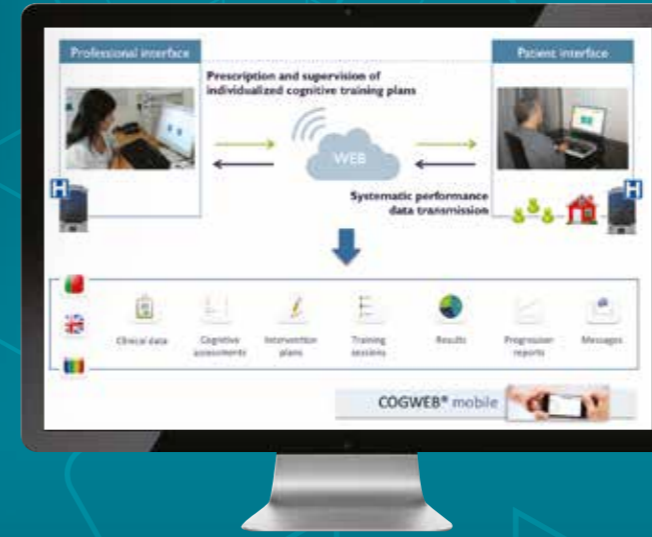 Professional interface
Patient interface
Prescription and supervision of
individualized cognitive training plans
WEB
Systematic performance
data transmission
H
H
Clinical data
Cognitive
assessments
Intervention
plans
Training
sessions
Results
Progression
reports
Messages
COGWEB® mobile